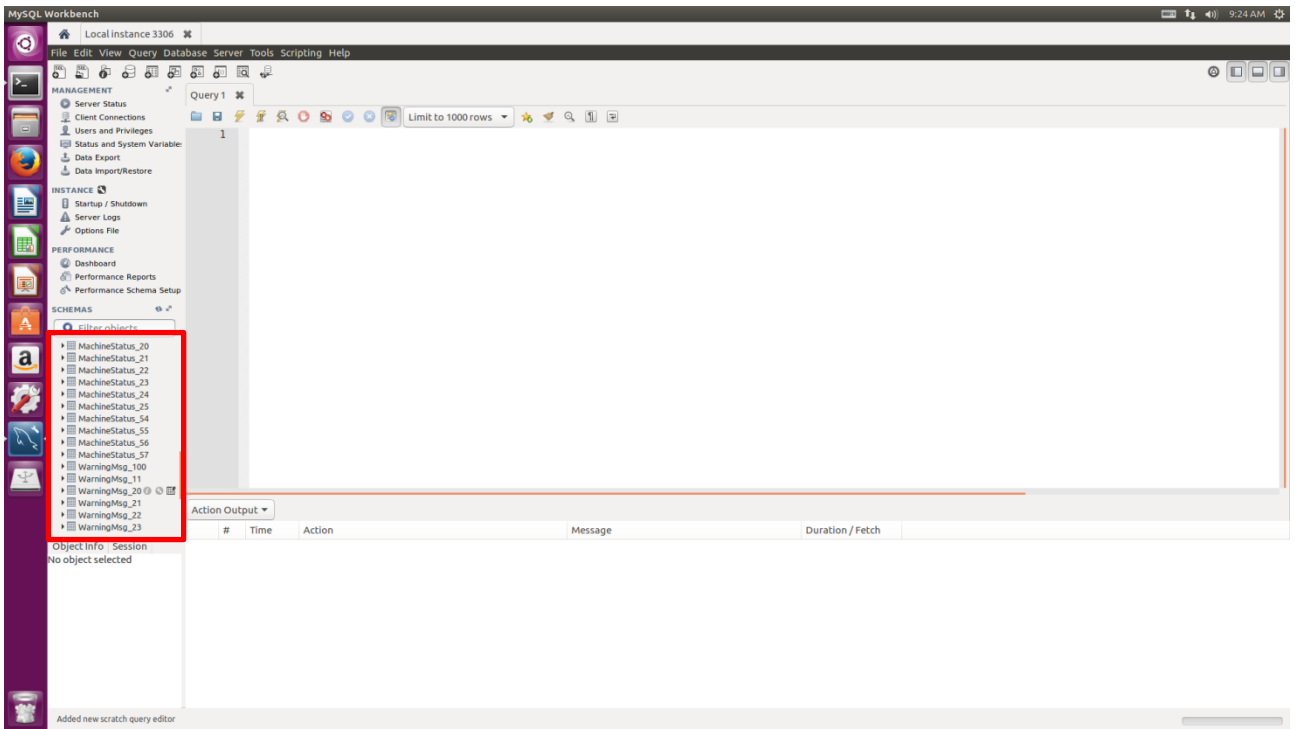 MySQL Workbench
9:24 AM
Local instance 3306
File Edit View Query Database Server Tools Scripting Help
MANAGEMENT
Server Status
Client Connections
Users and Privileges
Status and System Variable
Data Export
Data Import/Restore
INSTANCE
Startup / Shutdown
Server Logs
Options File
PERFORMANCE
Dashboard
Performance Reports
Performance Schema Setup
SCHEMAS
Filter objects
MachineStatus_20
MachineStatus_21
MachineStatus_22
MachineStatus_23
MachineStatus_24
MachineStatus_25
MachineStatus_54
MachineStatus_55
MachineStatus_56
MachineStatus_57
WarningMsg_100
WarningMsg_11
WarningMsg_20
WarningMsg_21
WarningMsg_22
WarningMsg_23
Object Info Session
No object selected
Query 1
Limit to 1000 rows
1
Action Output
# Time Action Message Duration / Fetch
Added new scratch query editor